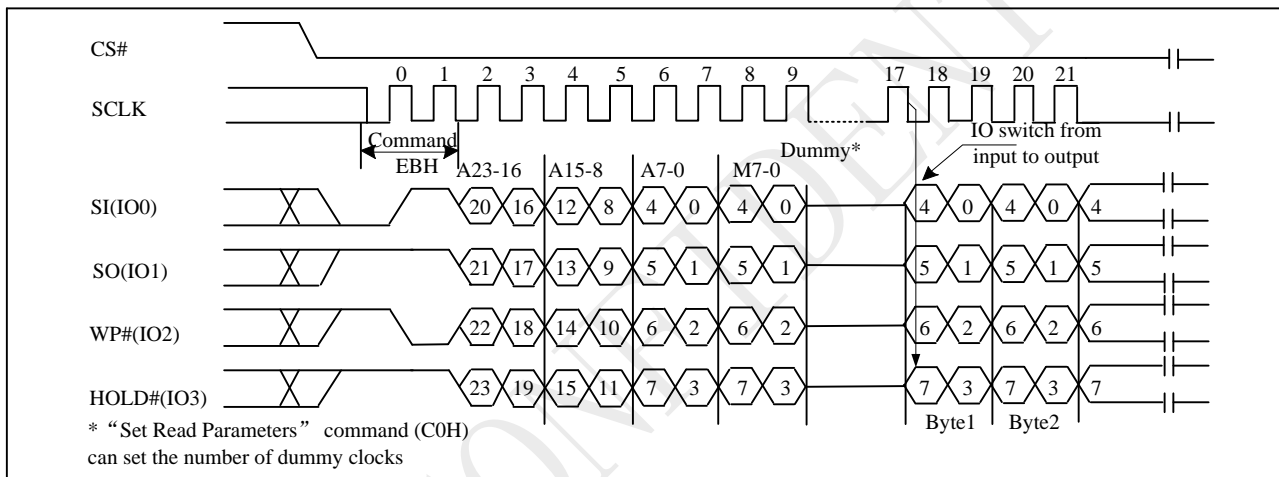 CS#
0 1 2 3 4 5 6 7 8 9 17 18 19 20 21
SCLK
Command
EBH
Dummy*
IO switch from
input to output
A23-16 A15-8 A7-0 M7-0
SI(IO0) 20 16 12 8 4 0 4 0 4 0 4 0 4
SO(IO1) 21 17 13 9 5 1 5 1 5 1 5 1 5
WP#(IO2) 22 18 14 10 6 2 6 2 6 2 6 2 6
HOLD#(IO3) 23 19 15 11 7 3 7 3 7 3 7 3 7
Byte1 Byte2
* “Set Read Parameters” command (C0H)
can set the number of dummy clocks